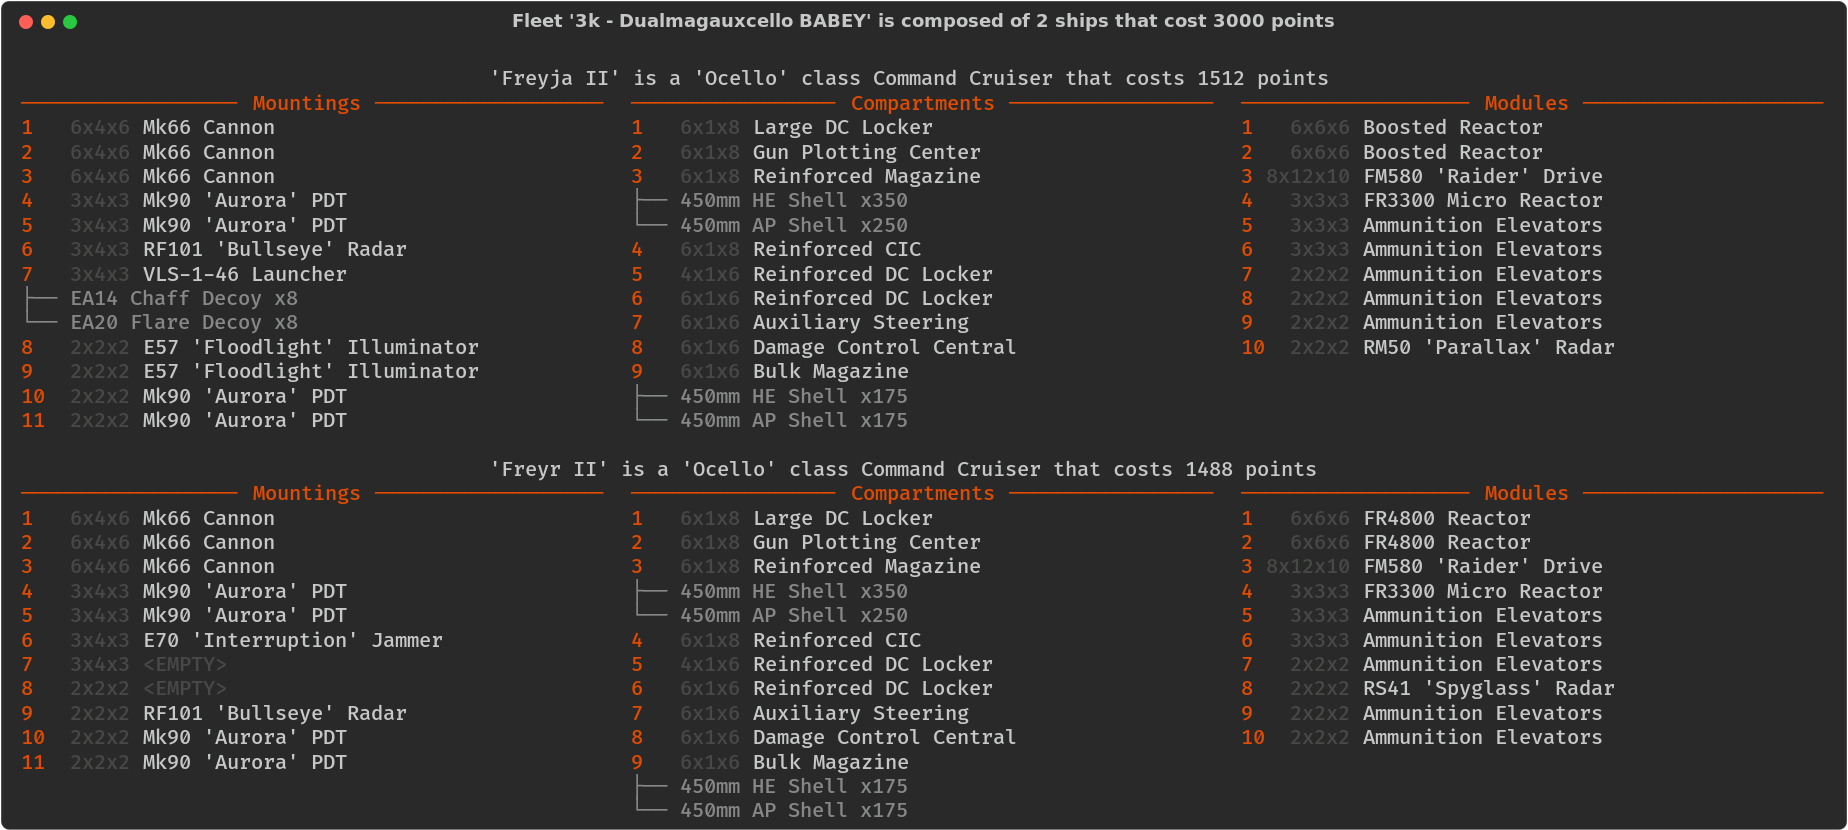 Fleet '3k - Dualmagauxcello BABEY' is composed of 2 ships that cost 3000 points
'Freyja II' is a 'Ocello' class Command Cruiser that costs 1512 points
Mountings Compartments Modules
1 6x4x6 Mk66 Cannon 1 6x1x8 Large DC Locker 1 6x6x6 Boosted Reactor
2 6x4x6 Mk66 Cannon 2 6x1x8 Gun Plotting Center 2 6x6x6 Boosted Reactor
3 6x4x6 Mk66 Cannon 3 6x1x8 Reinforced Magazine 3 8x12x10 FM580 'Raider' Drive
4 3x4x3 Mk90 'Aurora' PDT 450mm HE Shell x350 4 3x3x3 FR3300 Micro Reactor
5 3x4x3 Mk90 'Aurora' PDT 450mm AP Shell x250 5 3x3x3 Ammunition Elevators
6 3x4x3 RF101 'Bullseye' Radar 4 6x1x8 Reinforced CIC 6 3x3x3 Ammunition Elevators
7 3x4x3 VLS-1-46 Launcher 5 4x1x6 Reinforced DC Locker 7 2x2x2 Ammunition Elevators
EA14 Chaff Decoy x8 6 6x1x6 Reinforced DC Locker 8 2x2x2 Ammunition Elevators
EA20 Flare Decoy x8 7 6x1x6 Auxiliary Steering 9 2x2x2 Ammunition Elevators
8 2x2x2 E57 'Floodlight' Illuminator 8 6x1x6 Damage Control Central 10 2x2x2 RM50 'Parallax' Radar
9 2x2x2 E57 'Floodlight' Illuminator 9 6x1x6 Bulk Magazine
10 2x2x2 Mk90 'Aurora' PDT 450mm HE Shell x175
11 2x2x2 Mk90 'Aurora' PDT 450mm AP Shell x175
'Freyr II' is a 'Ocello' class Command Cruiser that costs 1488 points
Mountings Compartments Modules
1 6x4x6 Mk66 Cannon 1 6x1x8 Large DC Locker 1 6x6x6 FR4800 Reactor
2 6x4x6 Mk66 Cannon 2 6x1x8 Gun Plotting Center 2 6x6x6 FR4800 Reactor
3 6x4x6 Mk66 Cannon 3 6x1x8 Reinforced Magazine 3 8x12x10 FM580 'Raider' Drive
4 3x4x3 Mk90 'Aurora' PDT 450mm HE Shell x350 4 3x3x3 FR3300 Micro Reactor
5 3x4x3 Mk90 'Aurora' PDT 450mm AP Shell x250 5 3x3x3 Ammunition Elevators
6 3x4x3 E70 'Interruption' Jammer 4 6x1x8 Reinforced CIC 6 3x3x3 Ammunition Elevators
7 3x4x3 <EMPTY> 5 4x1x6 Reinforced DC Locker 7 2x2x2 Ammunition Elevators
8 2x2x2 <EMPTY> 6 6x1x6 Reinforced DC Locker 8 2x2x2 RS41 'Spyglass' Radar
9 2x2x2 RF101 'Bullseye' Radar 7 6x1x6 Auxiliary Steering 9 2x2x2 Ammunition Elevators
10 2x2x2 Mk90 'Aurora' PDT 8 6x1x6 Damage Control Central 10 2x2x2 Ammunition Elevators
11 2x2x2 Mk90 'Aurora' PDT 9 6x1x6 Bulk Magazine
450mm HE Shell x175
450mm AP Shell x175